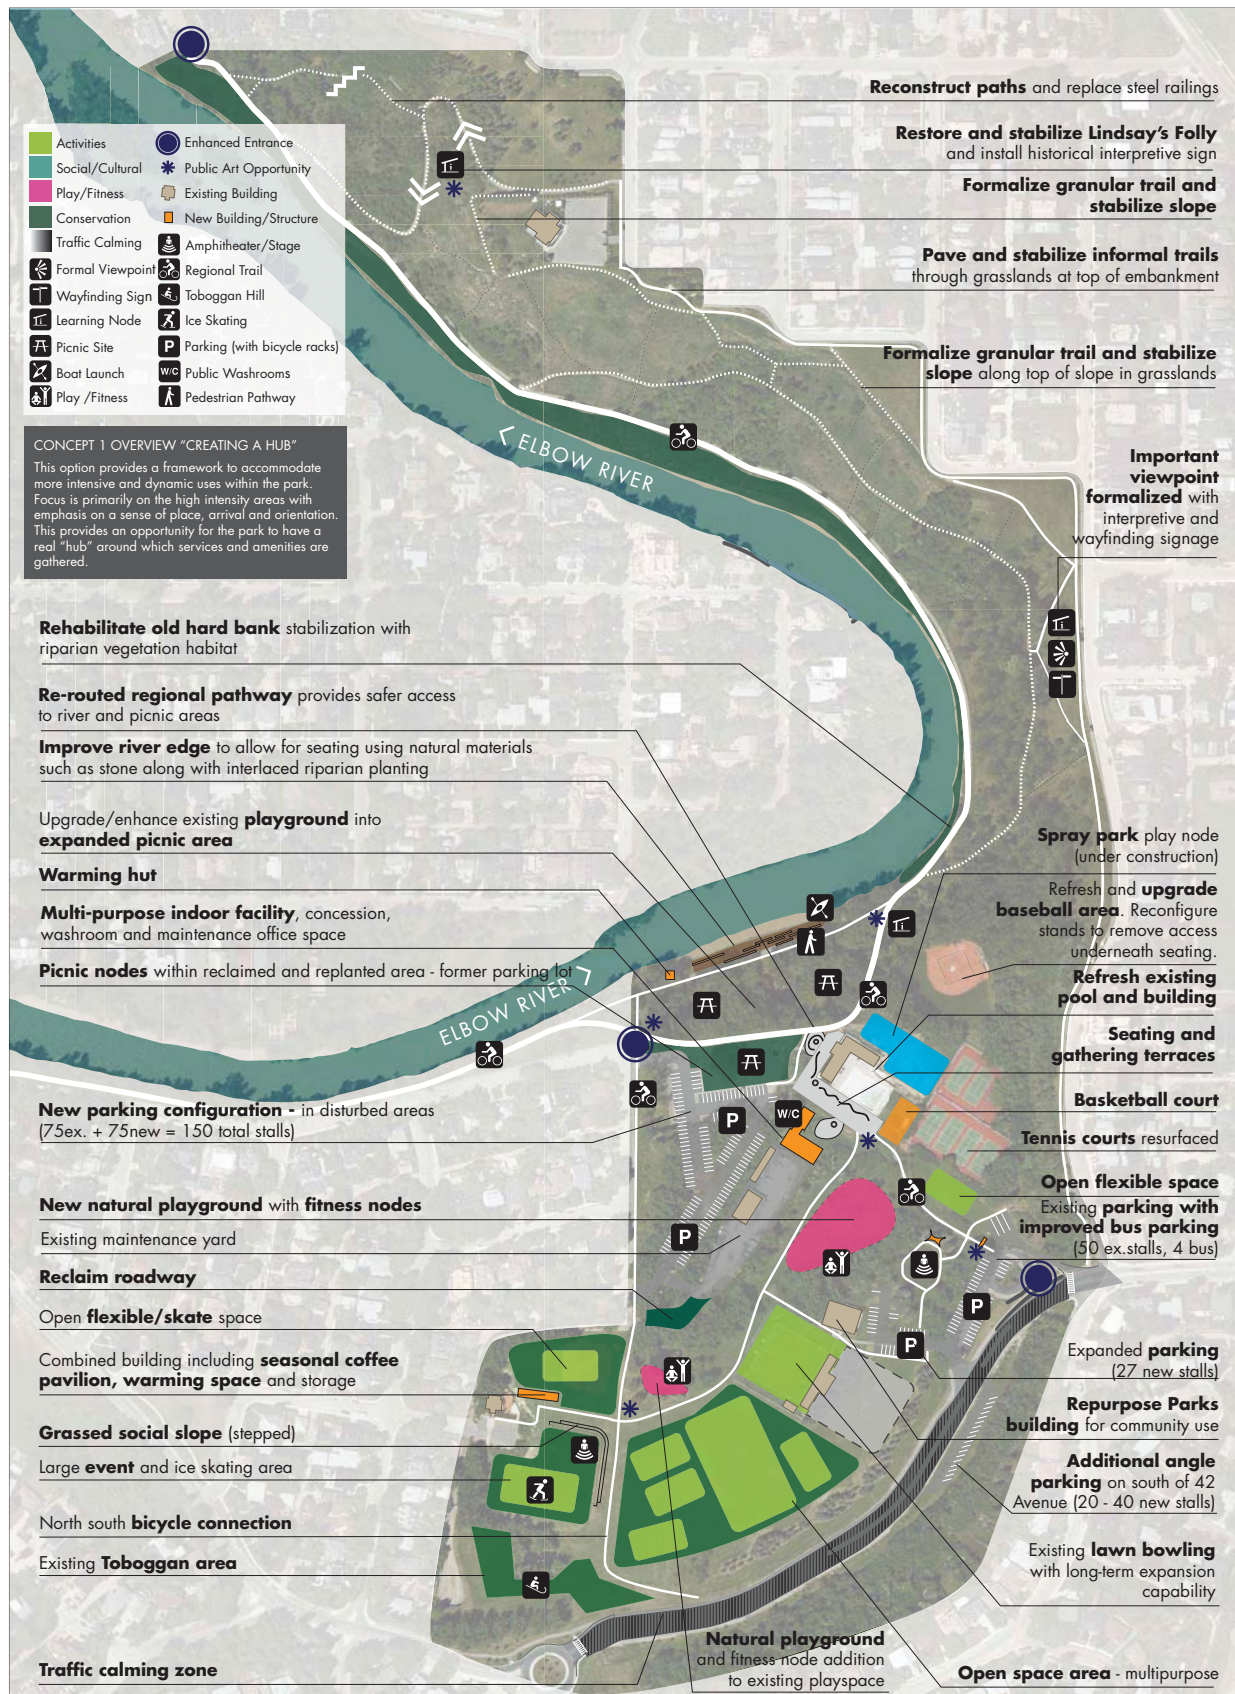 Activities
Social/Cultural
Play/Fitness
Conservation
Traffic Calming
Formal Viewpoint
Wayfinding Sign
Learning Node
Picnic Site
Boat Launch
Play /Fitness
Enhanced Entrance
Public Art Opportunity
Existing Building
New Building/Structure
Amphitheater/Stage
Regional Trail
Toboggan Hill
Ice Skating
P Parking (with bicycle racks)
W/C Public Washrooms
Pedestrian Pathway
CONCEPT 1 OVERVIEW "CREATING A HUB"
This option provides a framework to accommodate
more intensive and dynamic uses within the park.
Focus is primarily on the high intensity areas with
emphasis on a sense of place, arrival and orientation.
This provides an opportunity for the park to have a
real "hub" around which services and amenities are
gathered.
Reconstruct paths and replace steel railings
Restore and stabilize Lindsay's Folly
and install historical interpretive sign
Formalize granular trail and
stabilize slope
Pave and stabilize informal trails
through grasslands at top of embankment
Formalize granular trail and stabilize
slope along top of slope in grasslands
Important
viewpoint
formalized with
interpretive and
wayfinding signage
< ELBOW RIVER
Rehabilitate old hard bank stabilization with
riparian vegetation habitat
Re-routed regional pathway provides safer access
to river and picnic areas
Improve river edge to allow for seating using natural materials
such as stone along with interlaced riparian planting
Upgrade/enhance existing playground into
expanded picnic area
Warming hut
Multi-purpose indoor facility, concession,
washroom and maintenance office space
Picnic nodes within reclaimed and replanted area - former parking lot
ELBOW RIVER >
New parking configuration - in disturbed areas
(75ex. + 75new = 150 total stalls)
New natural playground with fitness nodes
Existing maintenance yard
Reclaim roadway
Open flexible/skate space
Combined building including seasonal coffee
pavilion, warming space and storage
Grassed social slope (stepped)
Large event and ice skating area
North south bicycle connection
Existing Toboggan area
Traffic calming zone
Spray park play node
(under construction)
Refresh and upgrade
baseball area. Reconfigure
stands to remove access
underneath seating.
Refresh existing
pool and building
Seating and
gathering terraces
Basketball court
Tennis courts resurfaced
Open flexible space
Existing parking with
improved bus parking
(50 ex.stalls, 4 bus)
Expanded parking
(27 new stalls)
Repurpose Parks
building for community use
Additional angle
parking on south of 42
Avenue (20 - 40 new stalls)
Existing lawn bowling
with long-term expansion
capability
Open space area - multipurpose
Natural playground
and fitness node addition
to existing playspace
W/C
P
P
P
P